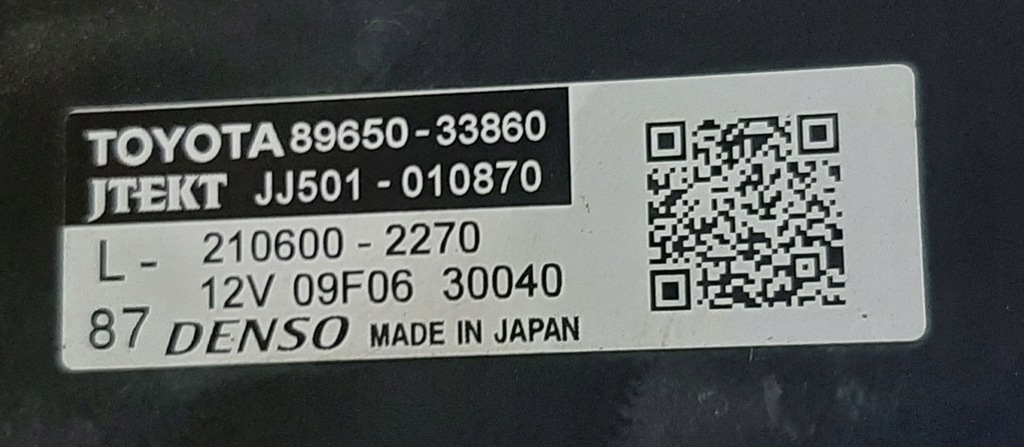 TOYOTA 89650-33860
JTEKT JJ501-010870
L- 210600-2270
12V 09F06 30040
87 DENSO MADE IN JAPAN